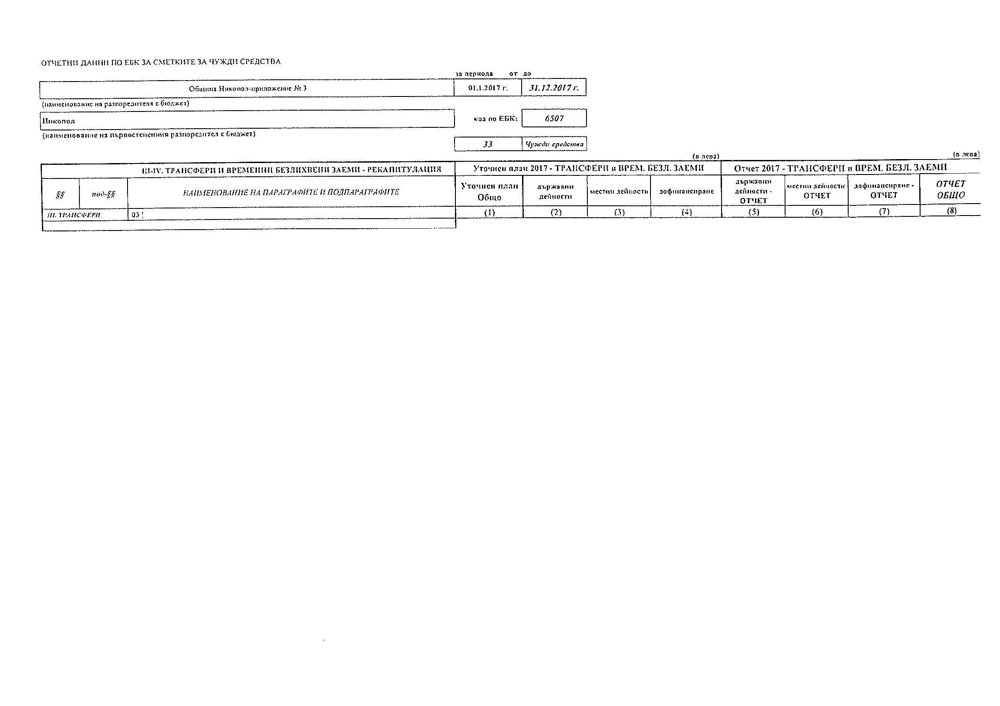 ОТЧЕТНИ ДАННИ ПО ЕБК ЗА СМЕТКИТЕ ЗА ЧУЖДИ СРЕДСТВА
за периода от до
Община Никопол-приложение № 3 01.1.2017 г. 31.12.2017 г.
(наименование на разпоредителя с бюджет)
Никопол код по ЕБК: 6507
(наименование на първостепенния разпоредител с бюджет)
33 Чужди средства
(в лева) (в лева)
III-IV. ТРАНСФЕРИ И ВРЕМЕННИ БЕЗЛИХВЕНИ ЗАЕМИ - РЕКАПИТУЛАЦИЯ Уточнен план 2017 - ТРАНСФЕРИ и ВРЕМ. БЕЗЛ. ЗАЕМИ Отчет 2017 - ТРАНСФЕРИ и ВРЕМ. БЕЗЛ. ЗАЕМИ
§§ под-§§ НАИМЕНОВАНИЕ НА ПАРАГРАФИТЕ И ПОДПАРАГРАФИТЕ
Уточнен план
Общо
държавни
дейности
местни дейности
дофинансиране
държавни
дейности -
ОТЧЕТ
местни дейности
ОТЧЕТ
дофинансиране -
ОТЧЕТ
ОТЧЕТ
ОБЩО
III. ТРАНСФЕРИ 03 (1) (2) (3) (4) (5) (6) (7) (8)